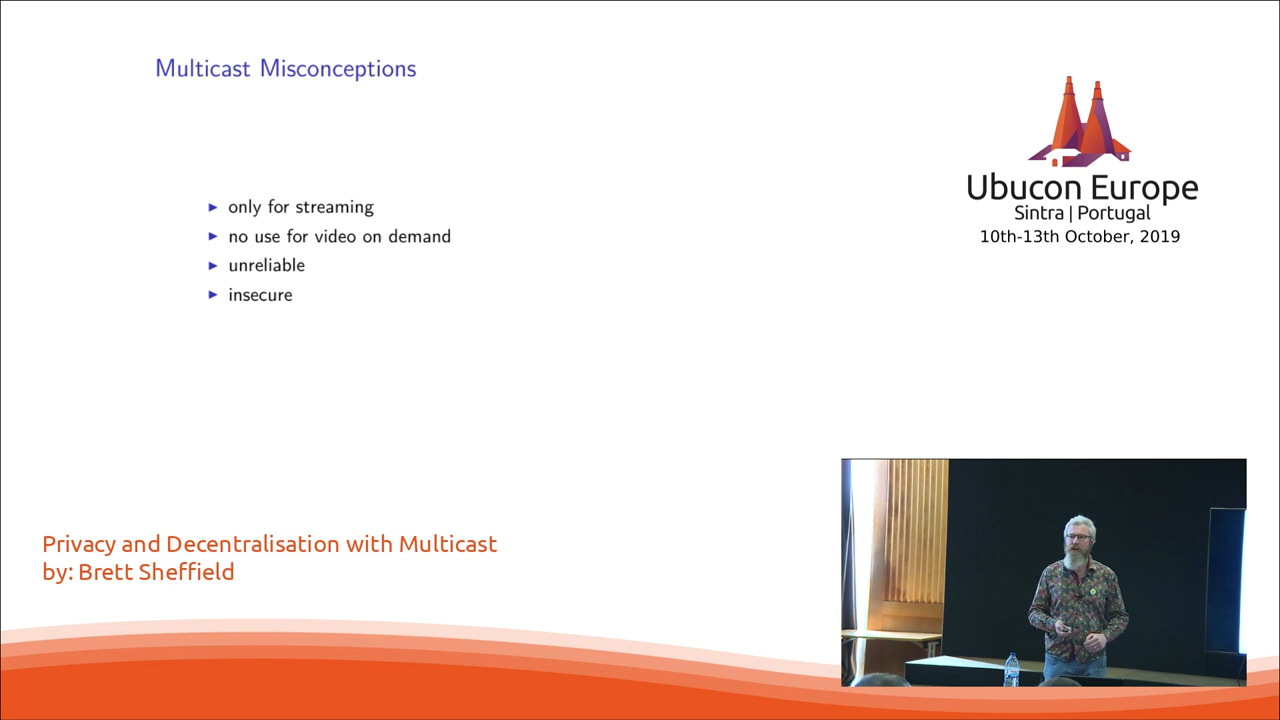 Multicast Misconceptions
► only for streaming
► no use for video on demand
► unreliable
► insecure
Ubucon Europe
Sintra | Portugal
10th-13th October, 2019
Privacy and Decentralisation with Multicast
by: Brett Sheffield